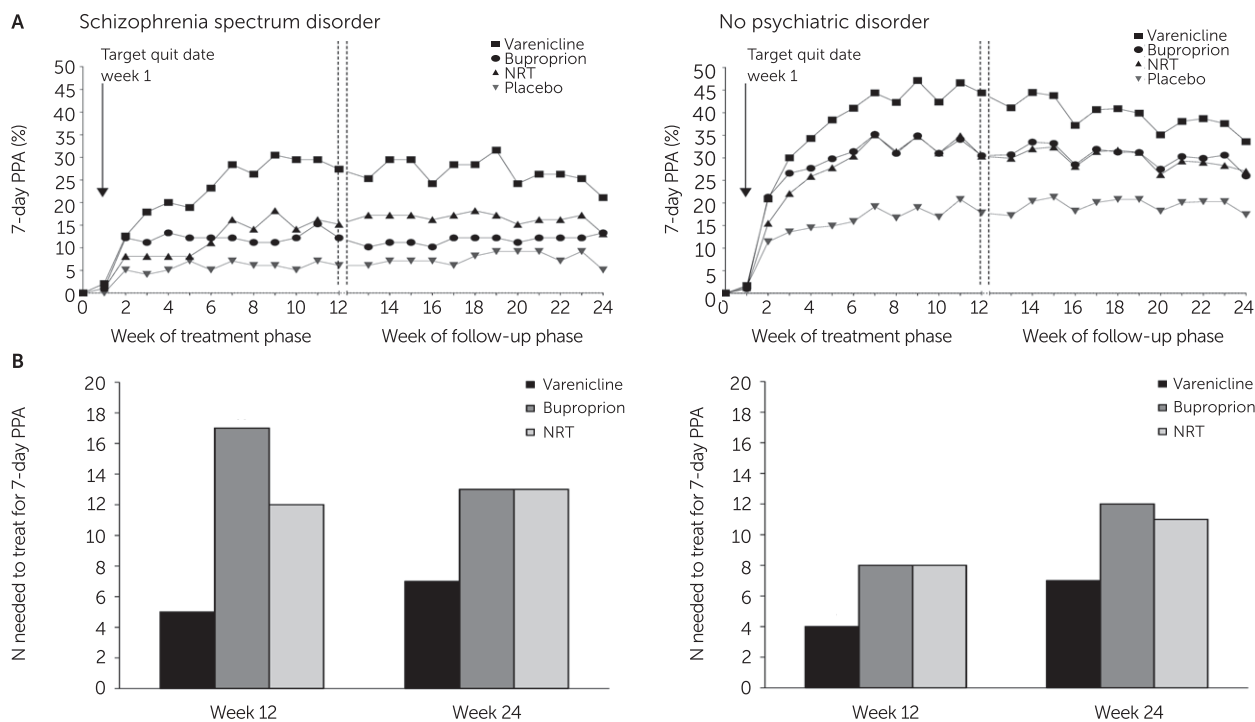 A
Schizophrenia spectrum disorder
Target quit date
week 1
Varenicline
Buproprion
NRT
Placebo
7-day PPA (%)
50
45
40
35
30
25
20
15
10
5
0
0 2 4 6 8 10 12 14 16 18 20 22 24
Week of treatment phase
Week of follow-up phase
No psychiatric disorder
Target quit date
week 1
Varenicline
Buproprion
NRT
Placebo
7-day PPA (%)
50
45
40
35
30
25
20
15
10
5
0
0 2 4 6 8 10 12 14 16 18 20 22 24
Week of treatment phase
Week of follow-up phase
B
N needed to treat for 7-day PPA
20
18
16
14
12
10
8
6
4
2
0
Varenicline
Buproprion
NRT
Week 12
Week 24
N needed to treat for 7-day PPA
20
18
16
14
12
10
8
6
4
2
0
Varenicline
Buproprion
NRT
Week 12
Week 24